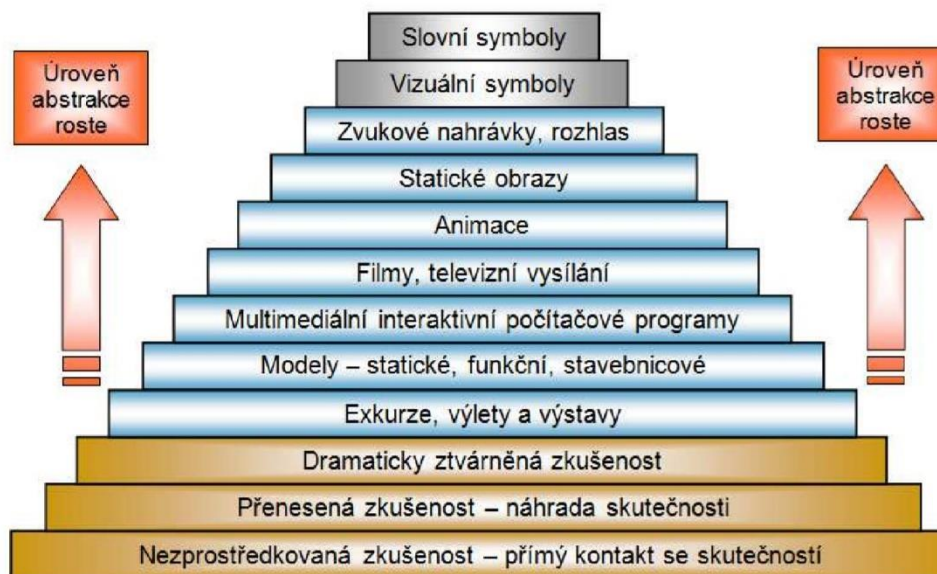 Slovní symboly
Úroveň
abstrakce
roste
Úroveň
abstrakce
roste
Vizuální symboly
Zvukové nahrávky, rozhlas
Statické obrazy
Animace
Filmy, televizní vysílání
Multimediální interaktivní počítačové programy
Modely – statické, funkční, stavebnicové
Exkurze, výlety a výstavy
Dramaticky ztvárněná zkušenost
Přenesená zkušenost – náhrada skutečnosti
Nezprostředkovaná zkušenost – přímý kontakt se skutečností